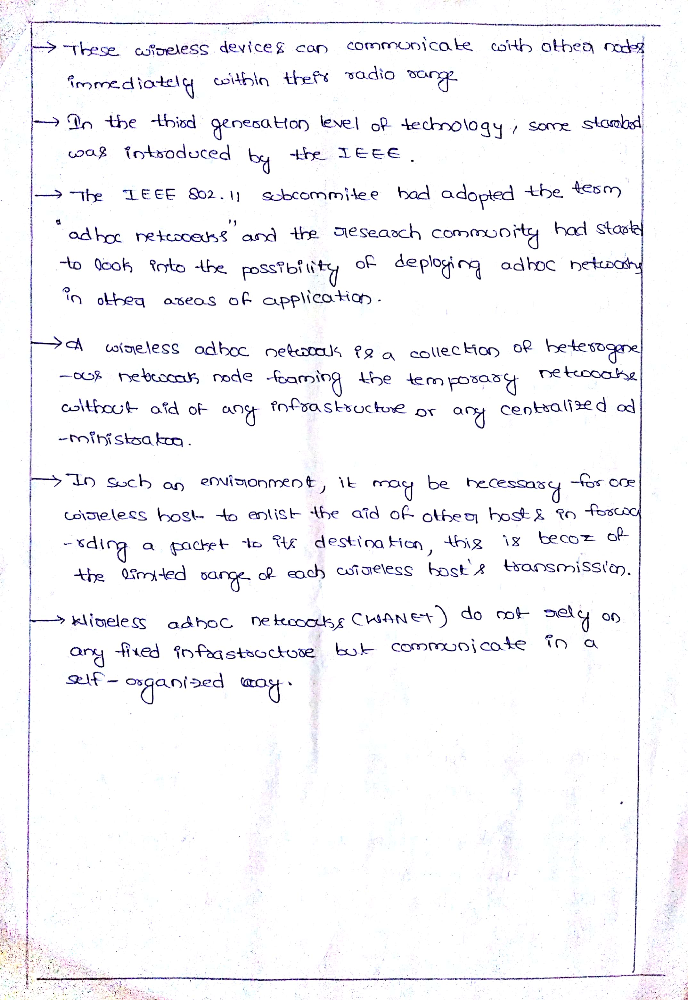 → These wireless devices can communicate with other nodes
immediately within their radio range
→ In the third generation level of technology, some standard
was introduced by the IEEE.
→ The IEEE 802.11 subcommitee had adopted the term
"adhoc networks" and the research community had started
to look into the possibility of deploying adhoc networks
in other areas of application.
→ A wireless adhoc network is a collection of heterogene
-ous network node forming the temporary networks
without aid of any infrastructure or any centralized ad
-ministrator.
→ In such an environment, it may be necessary for one
wireless host to enlist the aid of other hosts in forwa
-rding a packet to its destination, this is becoz of
the limited range of each wireless host's transmission.
→ Wireless adhoc networks (WANET) do not rely on
any fixed infrastructure but communicate in a
self-organized way.